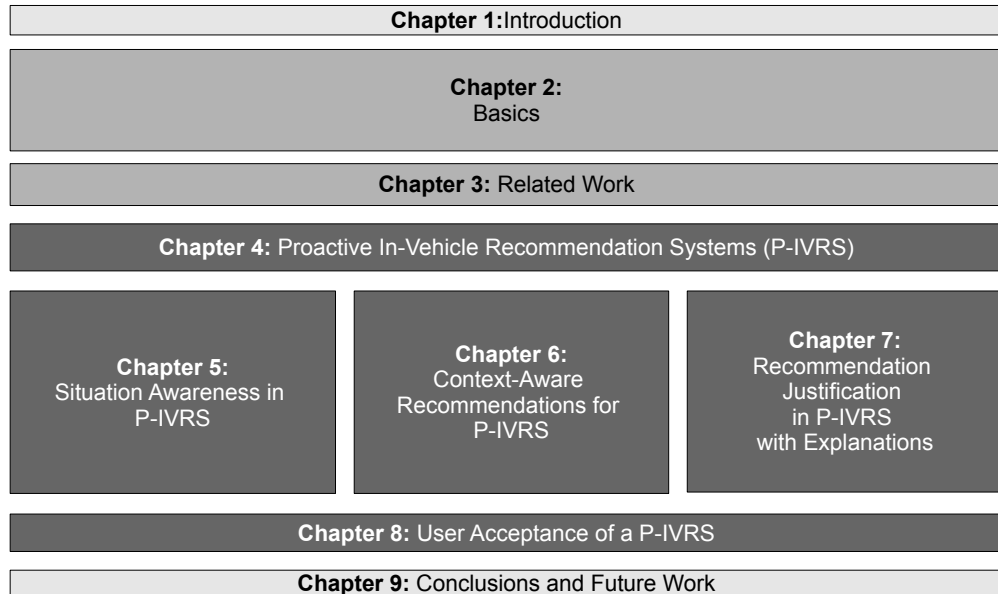 Chapter 1:Introduction
Chapter 2:
Basics
Chapter 3: Related Work
Chapter 4: Proactive In-Vehicle Recommendation Systems (P-IVRS)
Chapter 5:
Situation Awareness in
P-IVRS
Chapter 6:
Context-Aware
Recommendations for
P-IVRS
Chapter 7:
Recommendation
Justification
in P-IVRS
with Explanations
Chapter 8: User Acceptance of a P-IVRS
Chapter 9: Conclusions and Future Work